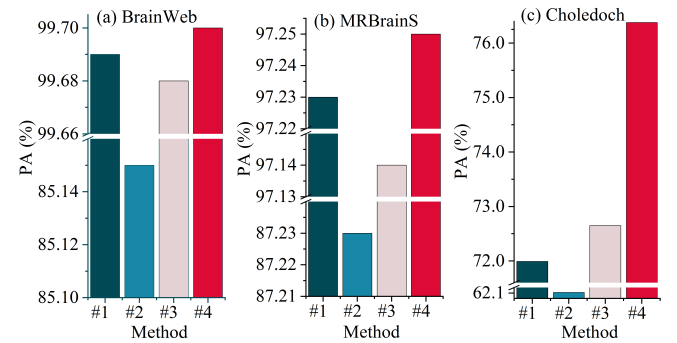 (a) BrainWeb
PA (%)
99.70
99.68
99.66
85.14
85.12
85.10
#1 #2 #3 #4
Method
(b) MRBrainS
PA (%)
97.25
97.24
97.23
97.22
97.14
97.13
87.23
87.22
87.21
#1 #2 #3 #4
Method
(c) Choledoch
PA (%)
76.0
75.0
74.0
73.0
72.0
62.1
#1 #2 #3 #4
Method